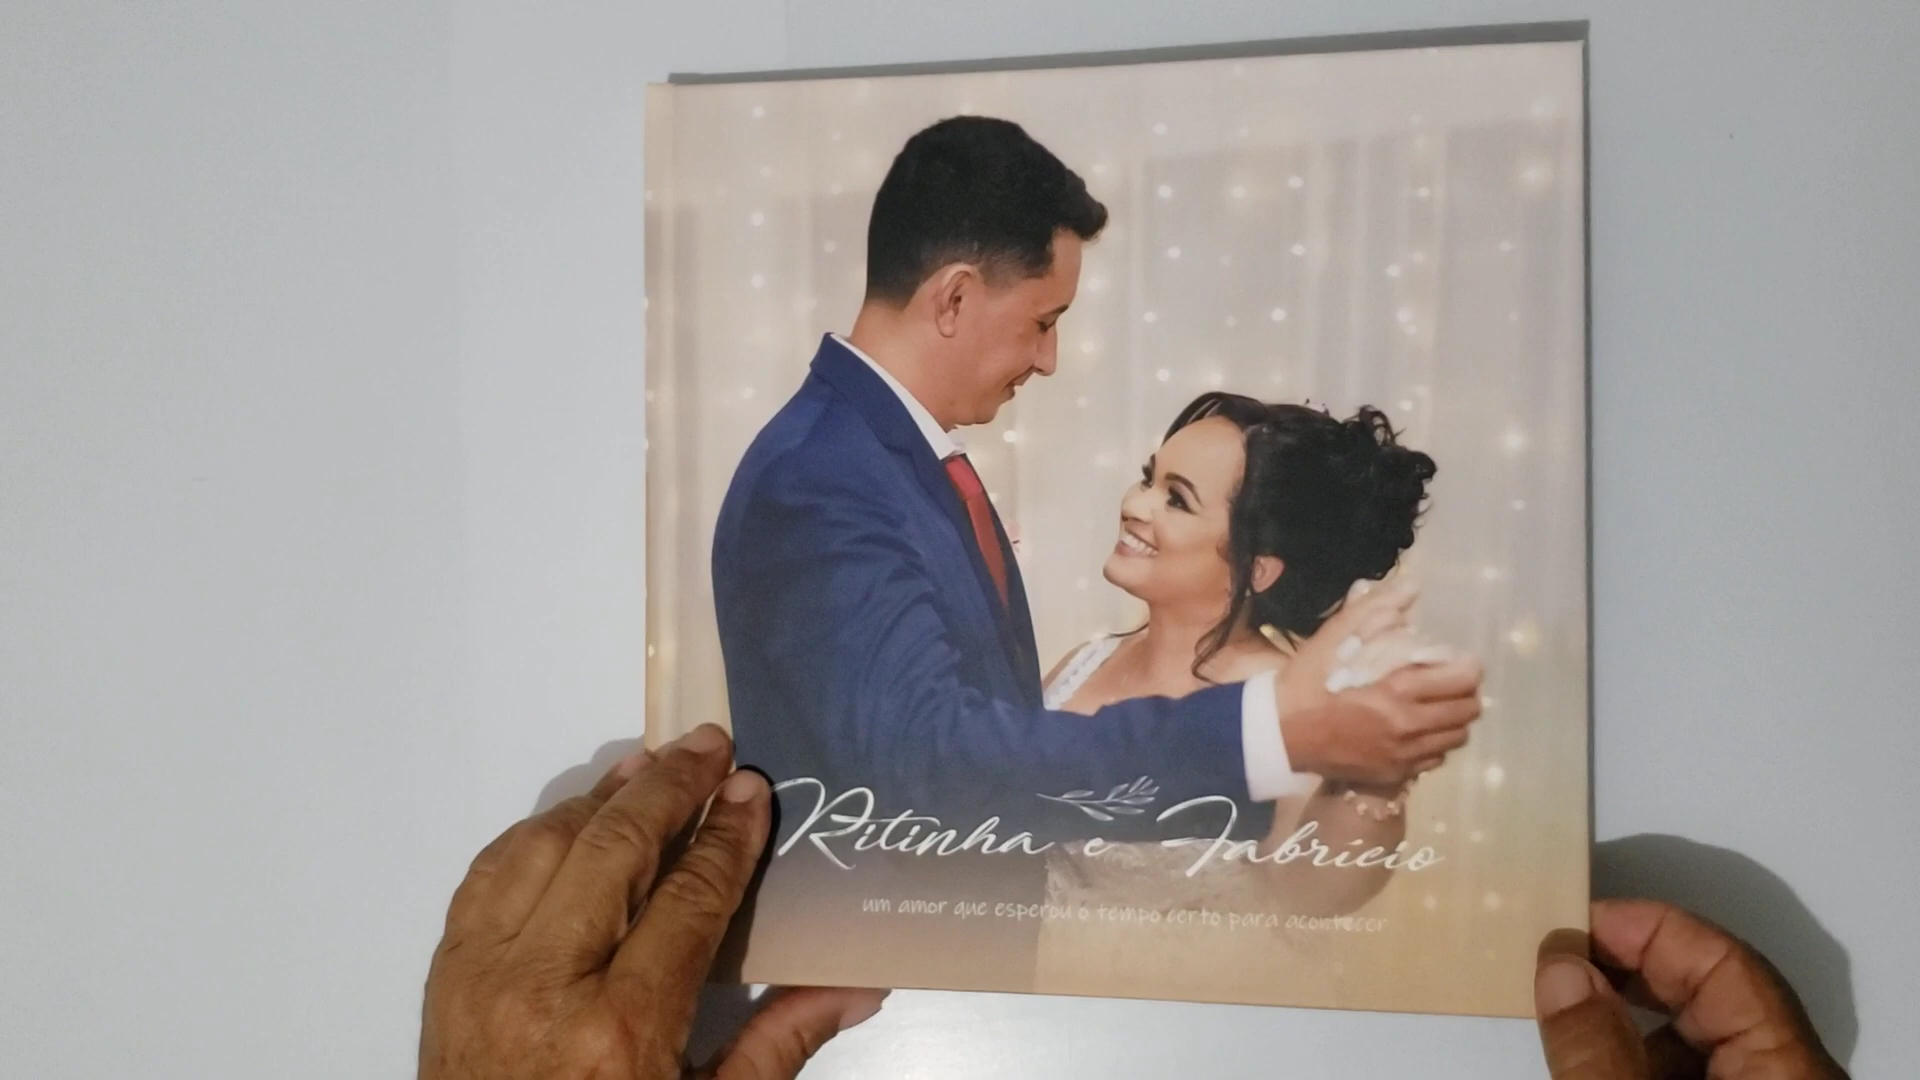 Ritinha e Fabrício
um amor que esperou o tempo certo para acontecer